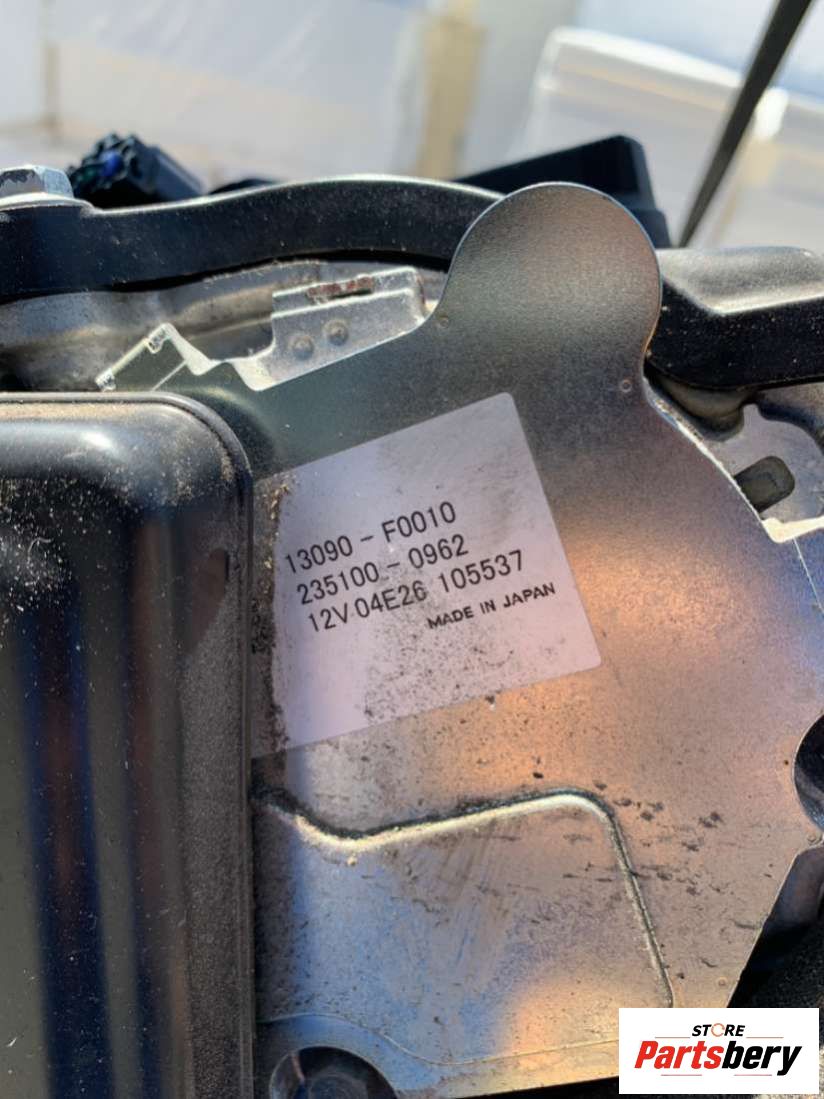 13090 - F0010
235100 - 0962
12V 04E26 105537
MADE IN JAPAN
STORE
Partsbery